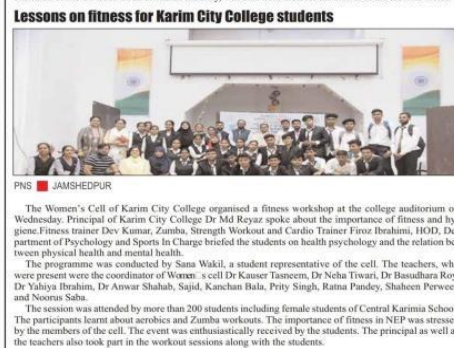 Lessons on fitness for Karim City College students
PNS JAMSHEDPUR
The Women's Cell of Karim City College organised a fitness workshop at the college auditorium o
Wednesday. Principal of Karim City College Dr Md Reyaz spoke about the importance of fitness and hy
giene.Fitness trainer Dev Kumar, Zumba, Strength Workout and Cardio Trainer Firoz Ibrahimi, HOD, De
partment of Psychology and Sports In Charge briefed the students on health psychology and the relation be
tween physical health and mental health.
The programme was conducted by Sana Wakil, a student representative of the cell. The teachers, wh
were present were the coordinator of Women□s cell Dr Kauser Tasneem, Dr Neha Tiwari, Dr Basudhara Roy
Dr Yahiya Ibrahim, Dr Anwar Shahab, Sajid, Kanchan Bala, Prity Singh, Ratna Pandey, Shaheen Perwee
and Noorus Saba.
The session was attended by more than 200 students including female students of Central Karimia Schoo
The participants learnt about aerobics and Zumba workouts. The importance of fitness in NEP was stresse
by the members of the cell. The event was enthusiastically received by the students. The principal as well a
the teachers also took part in the workout sessions along with the students.